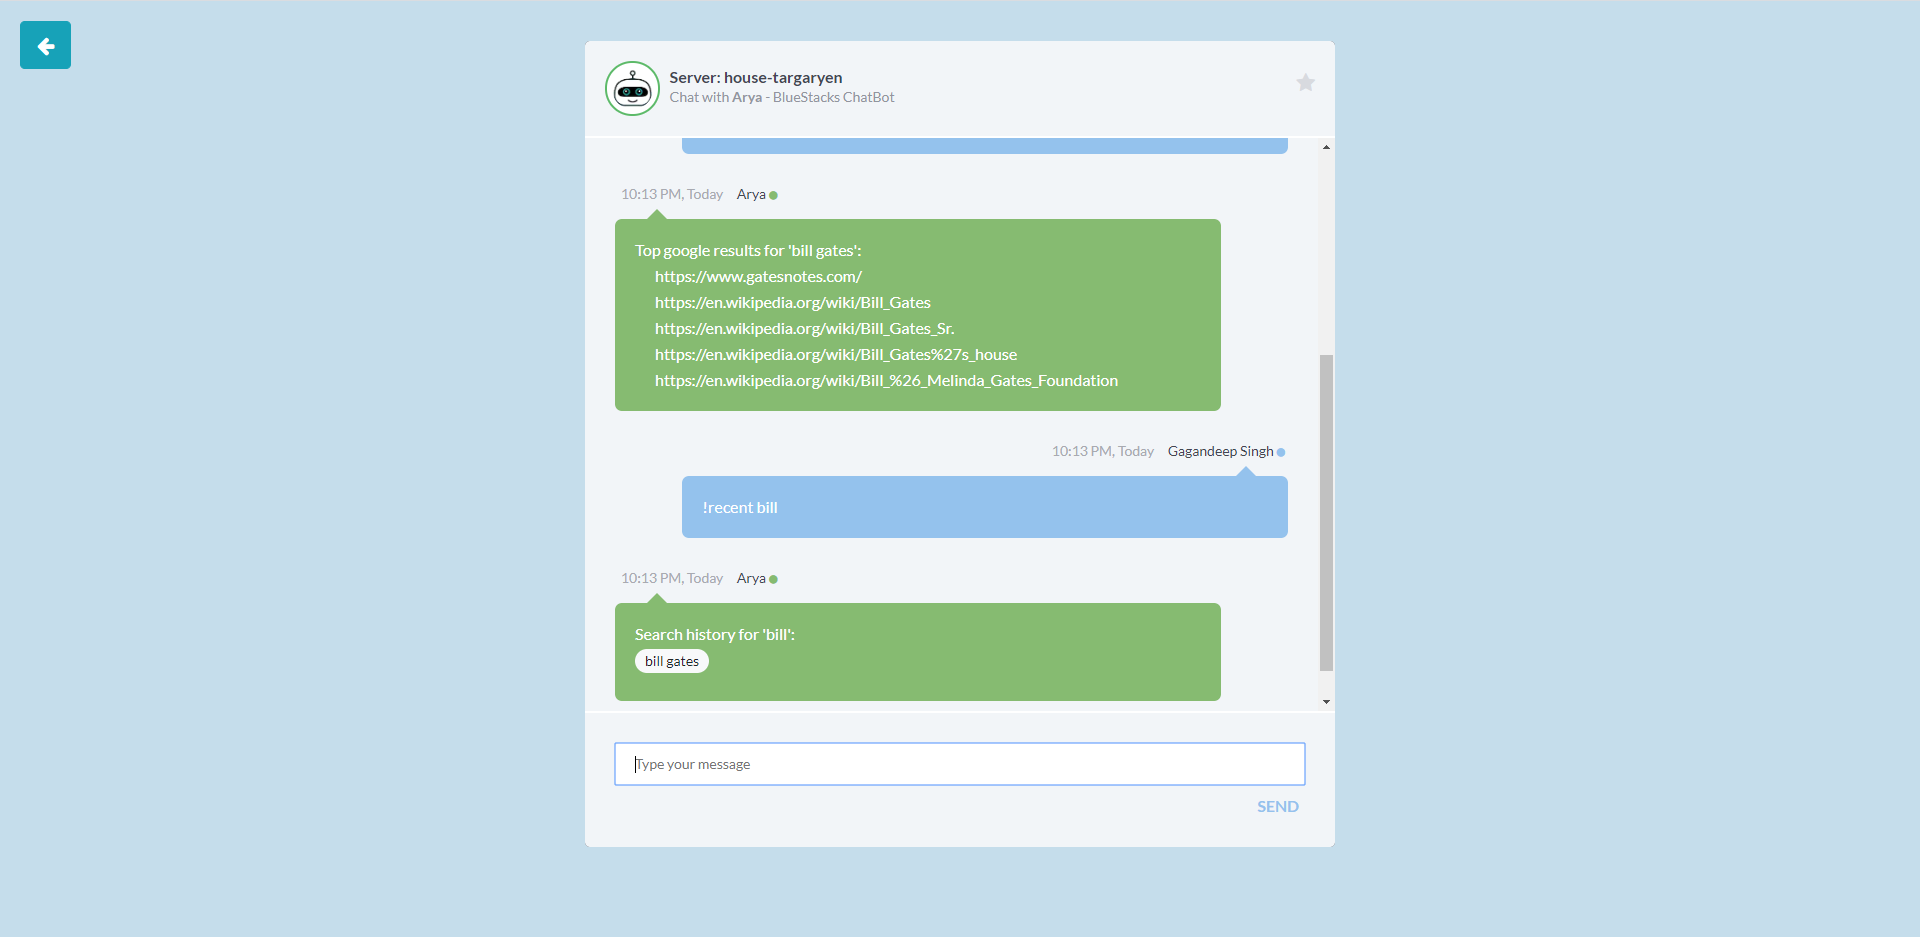 Server: house-targaryen
Chat with Arya - BlueStacks ChatBot
10:13 PM, Today Arya
Top google results for 'bill gates':
https://www.gatesnotes.com/
https://en.wikipedia.org/wiki/Bill_Gates
https://en.wikipedia.org/wiki/Bill_Gates_Sr.
https://en.wikipedia.org/wiki/Bill_Gates%27s_house
https://en.wikipedia.org/wiki/Bill_%26_Melinda_Gates_Foundation
10:13 PM, Today Gagandeep Singh
!recent bill
10:13 PM, Today Arya
Search history for 'bill':
bill gates
Type your message
SEND